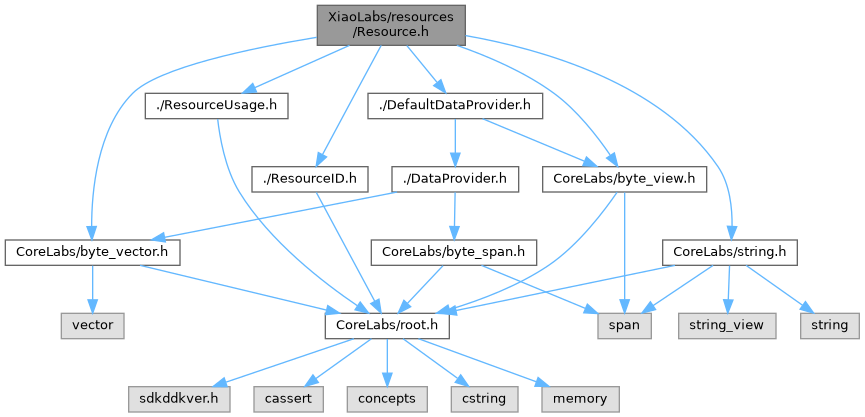 XiaoLabs/resources
/Resource.h
./ResourceUsage.h
./DefaultDataProvider.h
./ResourceID.h
./DataProvider.h
CoreLabs/byte_view.h
CoreLabs/byte_vector.h
CoreLabs/byte_span.h
CoreLabs/string.h
vector
CoreLabs/root.h
span
string_view
string
sdkddkver.h
cassert
concepts
cstring
memory